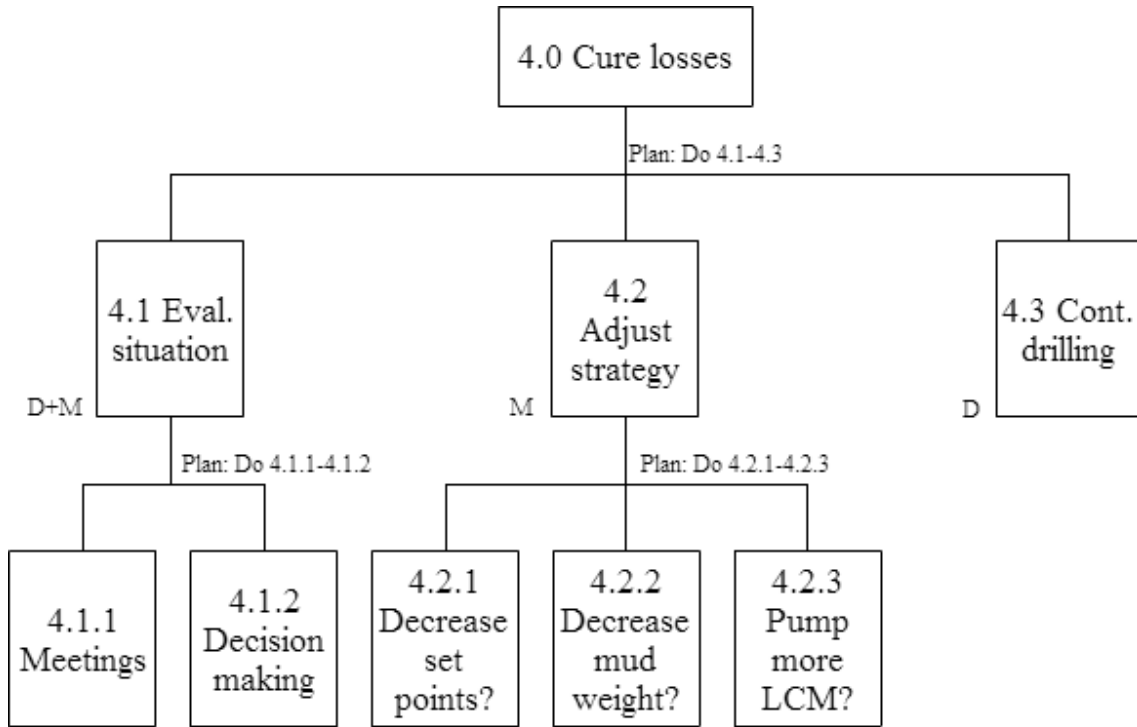 4.0 Cure losses
Plan: Do 4.1-4.3
4.1 Eval.
situation
D+M
4.2
Adjust
strategy
M
4.3 Cont.
drilling
D
Plan: Do 4.1.1-4.1.2
Plan: Do 4.2.1-4.2.3
4.1.1
Meetings
4.1.2
Decision
making
4.2.1
Decrease
set
points?
4.2.2
Decrease
mud
weight?
4.2.3
Pump
more
LCM?